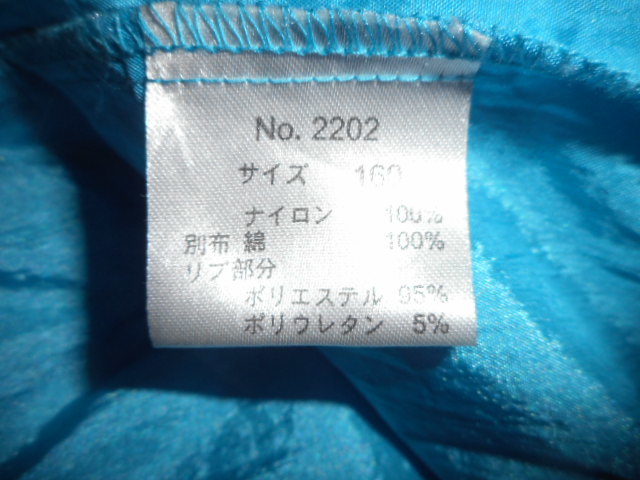 No. 2202
サイズ 160
ナイロン 100%
別布 綿 100%
リブ部分
ポリエステル 95%
ポリウレタン 5%